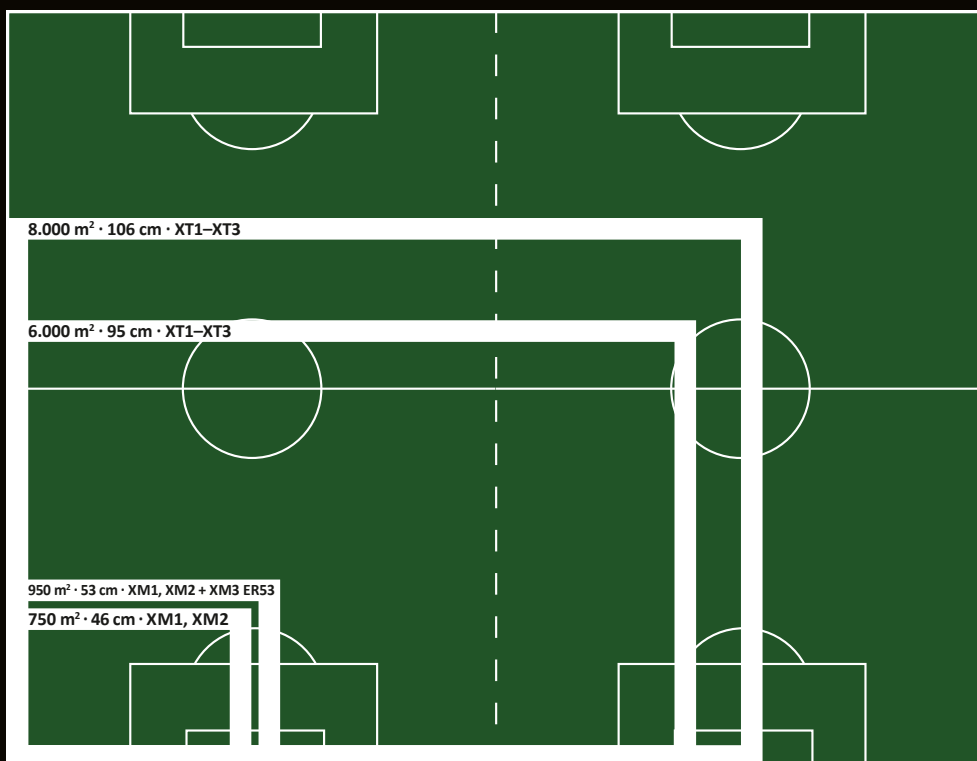 8.000 m² · 106 cm · XT1–XT3
6.000 m² · 95 cm · XT1–XT3
950 m² · 53 cm · XM1, XM2 + XM3 ER53
750 m² · 46 cm · XM1, XM2